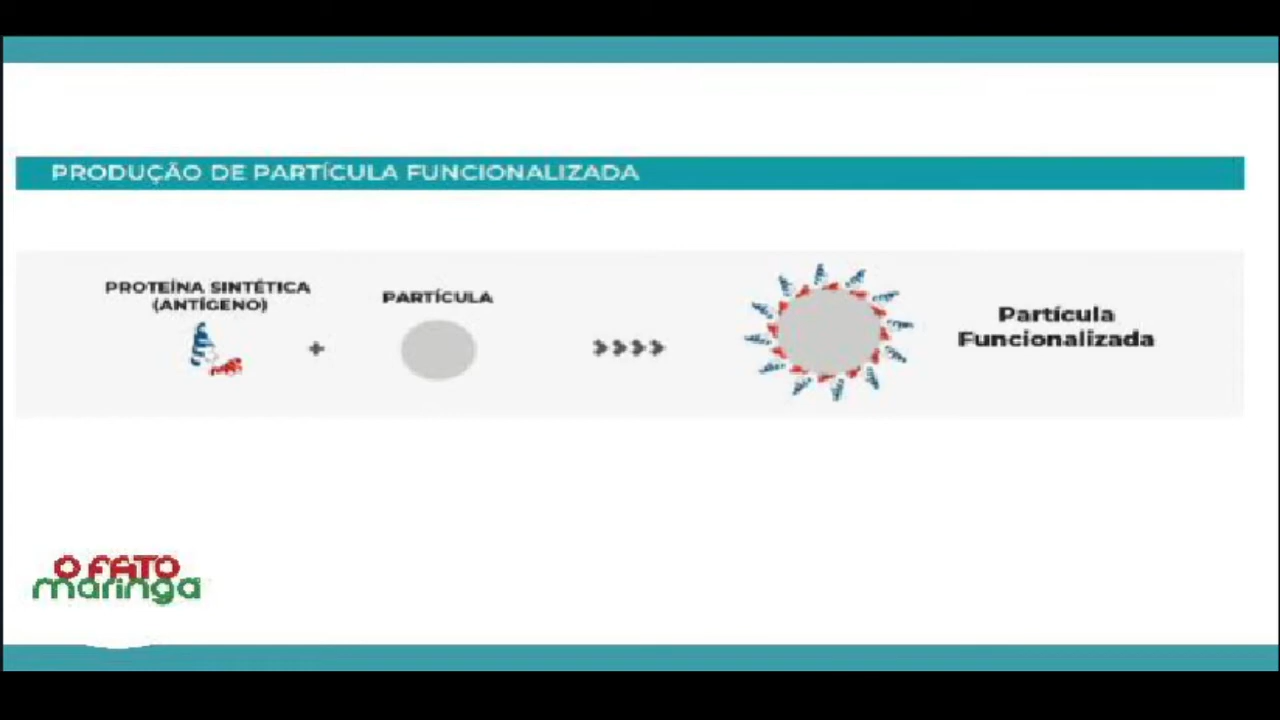 PRODUÇÃO DE PARTÍCULA FUNCIONALIZADA
PROTEÍNA SINTÉTICA
(ANTÍGENO)
+
PARTÍCULA
Partícula
Funcionalizada
O FATO
maringa